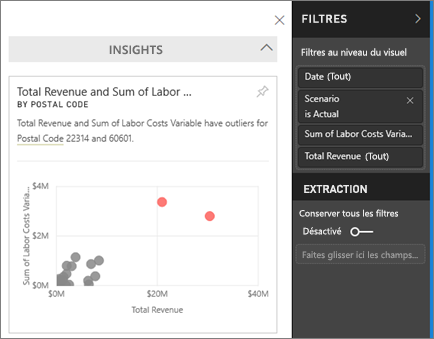 INSIGHTS
Total Revenue and Sum of Labor ...
BY POSTAL CODE
Total Revenue and Sum of Labor Costs Variable have outliers for
Postal Code 22314 and 60601.
Sum of Labor Costs Varia...
$4M
$2M
$0M
$0M
$20M
$40M
Total Revenue
FILTRES
Filtres au niveau du visuel
Date (Tout)
Scenario
is Actual
Sum of Labor Costs Varia...
Total Revenue (Tout)
EXTRACTION
Conserver tous les filtres
Désactivé
Faites glisser ici les champs...